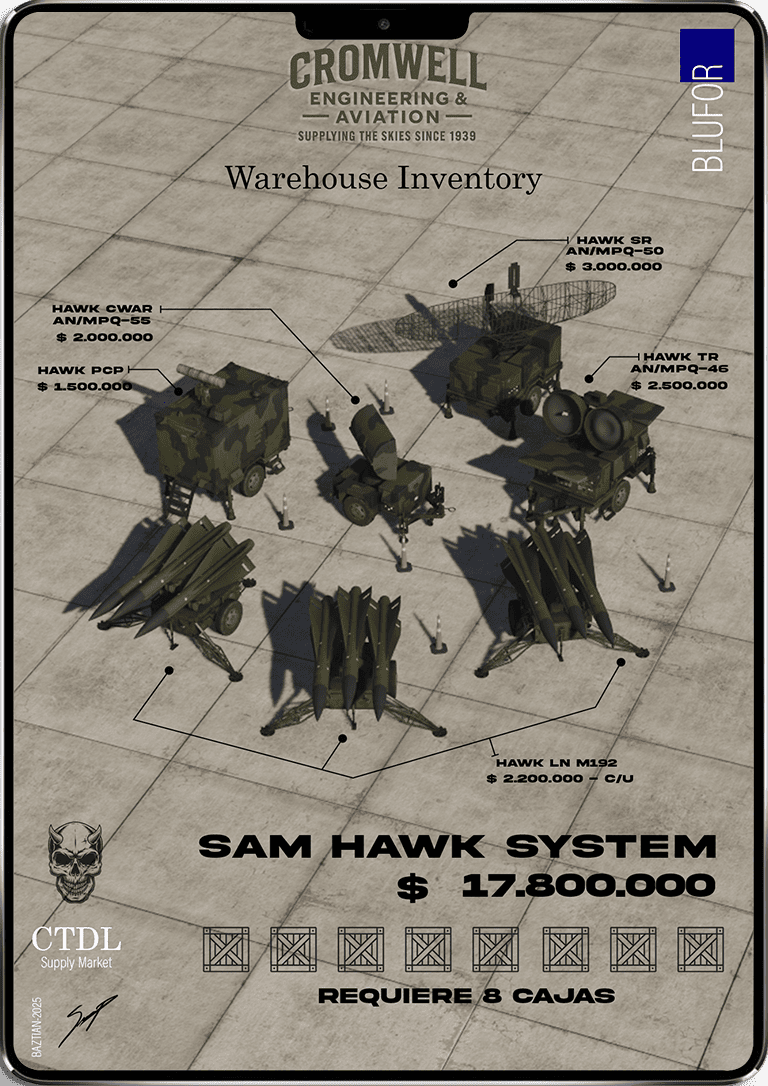 CROMWELL
ENGINEERING &
AVIATION
SUPPLYING THE SKIES SINCE 1939
BLUFOR
Warehouse Inventory
HAWK SR
AN/MPQ-50
$ 3.000.000
HAWK CWAR
AN/MPQ-55
$ 2.000.000
HAWK TR
AN/MPQ-46
$ 2.500.000
HAWK PCP
$ 1.500.000
HAWK LN M192
$ 2.200.000 - C/U
SAM HAWK SYSTEM
$ 17.800.000
CTDL
Supply Market
REQUIERE 8 CAJAS
BAZTIAN-2025